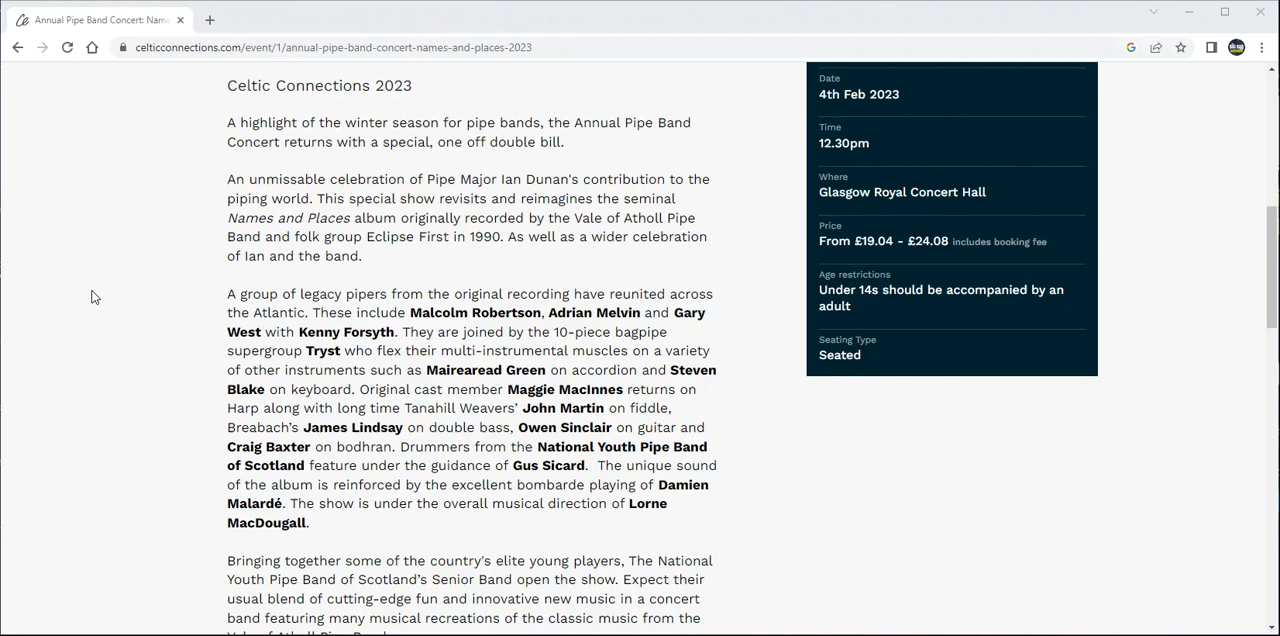 Annual Pipe Band Concert: Name
celticconnections.com/event/1/annual-pipe-band-concert-names-and-places-2023
Celtic Connections 2023
A highlight of the winter season for pipe bands, the Annual Pipe Band
Concert returns with a special, one off double bill.
An unmissable celebration of Pipe Major Ian Dunan's contribution to the
piping world. This special show revisits and reimagines the seminal
Names and Places album originally recorded by the Vale of Atholl Pipe
Band and folk group Eclipse First in 1990. As well as a wider celebration
of Ian and the band.
A group of legacy pipers from the original recording have reunited across
the Atlantic. These include Malcolm Robertson, Adrian Melvin and Gary
West with Kenny Forsyth. They are joined by the 10-piece bagpipe
supergroup Tryst who flex their multi-instrumental muscles on a variety
of other instruments such as Mairearead Green on accordion and Steven
Blake on keyboard. Original cast member Maggie MacInnes returns on
Harp along with long time Tanahill Weavers' John Martin on fiddle,
Breabach's James Lindsay on double bass, Owen Sinclair on guitar and
Craig Baxter on bodhran. Drummers from the National Youth Pipe Band
of Scotland feature under the guidance of Gus Sicard. The unique sound
of the album is reinforced by the excellent bombarde playing of Damien
Malardé. The show is under the overall musical direction of Lorne
MacDougall.
Bringing together some of the country's elite young players, The National
Youth Pipe Band of Scotland's Senior Band open the show. Expect their
usual blend of cutting-edge fun and innovative new music in a concert
band featuring many musical recreations of the classic music from the
Vale of Atholl Pipe Band
Date
4th Feb 2023
Time
12.30pm
Where
Glasgow Royal Concert Hall
Price
From £19.04 - £24.08 includes booking fee
Age restrictions
Under 14s should be accompanied by an
adult
Seating Type
Seated